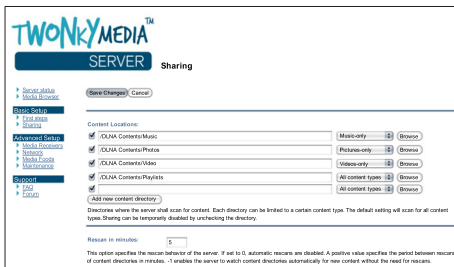 TWONKYMEDIA™
SERVER
Sharing
Server status
Media Browser
Save Changes Cancel
Basic Setup
First steps
Sharing
Advanced Setup
Media Receivers
Network
Media Feeds
Maintenance
Support
FAQ
Forum
Content Locations:
/DLNA Contents/Music Music-only Browse
/DLNA Contents/Photos Pictures-only Browse
/DLNA Contents/Video Videos-only Browse
/DLNA Contents/Playlists All content types Browse
All content types Browse
Add new content directory
Directories where the server shall scan for content. Each directory can be limited to a certain content type. The default setting will scan for all content
types. Sharing can be temporarily disabled by unchecking the directory.
Rescan in minutes: 5
This option specifies the rescan behavior of the server. If set to 0, automatic rescans are disabled. A positive value specifies the period between rescans
of content directories in minutes. -1 enables the server to watch content directories automatically for new content without the need for rescans.